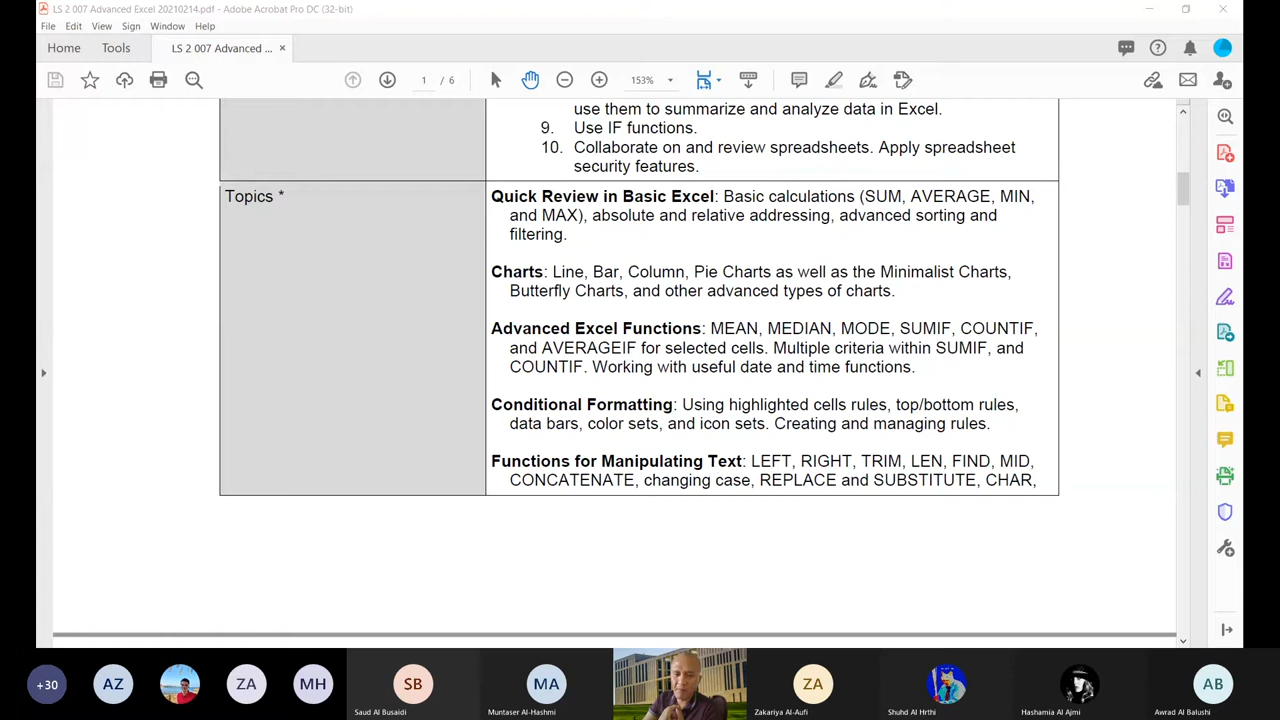 LS 2 007 Advanced Excel 20210214.pdf - Adobe Acrobat Pro DC (32-bit)
File Edit View Sign Window Help
Home Tools LS 2 007 Advanced ... ×
1 / 6 153%
use them to summarize and analyze data in Excel.
9. Use IF functions.
10. Collaborate on and review spreadsheets. Apply spreadsheet
security features.
Topics *
Quick Review in Basic Excel: Basic calculations (SUM, AVERAGE, MIN,
and MAX), absolute and relative addressing, advanced sorting and
filtering.
Charts: Line, Bar, Column, Pie Charts as well as the Minimalist Charts,
Butterfly Charts, and other advanced types of charts.
Advanced Excel Functions: MEAN, MEDIAN, MODE, SUMIF, COUNTIF,
and AVERAGEIF for selected cells. Multiple criteria within SUMIF, and
COUNTIF. Working with useful date and time functions.
Conditional Formatting: Using highlighted cells rules, top/bottom rules,
data bars, color sets, and icon sets. Creating and managing rules.
Functions for Manipulating Text: LEFT, RIGHT, TRIM, LEN, FIND, MID,
CONCATENATE, changing case, REPLACE and SUBSTITUTE, CHAR,
+30 AZ ZA MH SB MA ZA AB
Saud Al Busaidi Muntaser Al-Hashmi Zakariya Al-Aufi Shuhd Al Hrthi Hashamia Al Ajmi Awrad Al Balushi